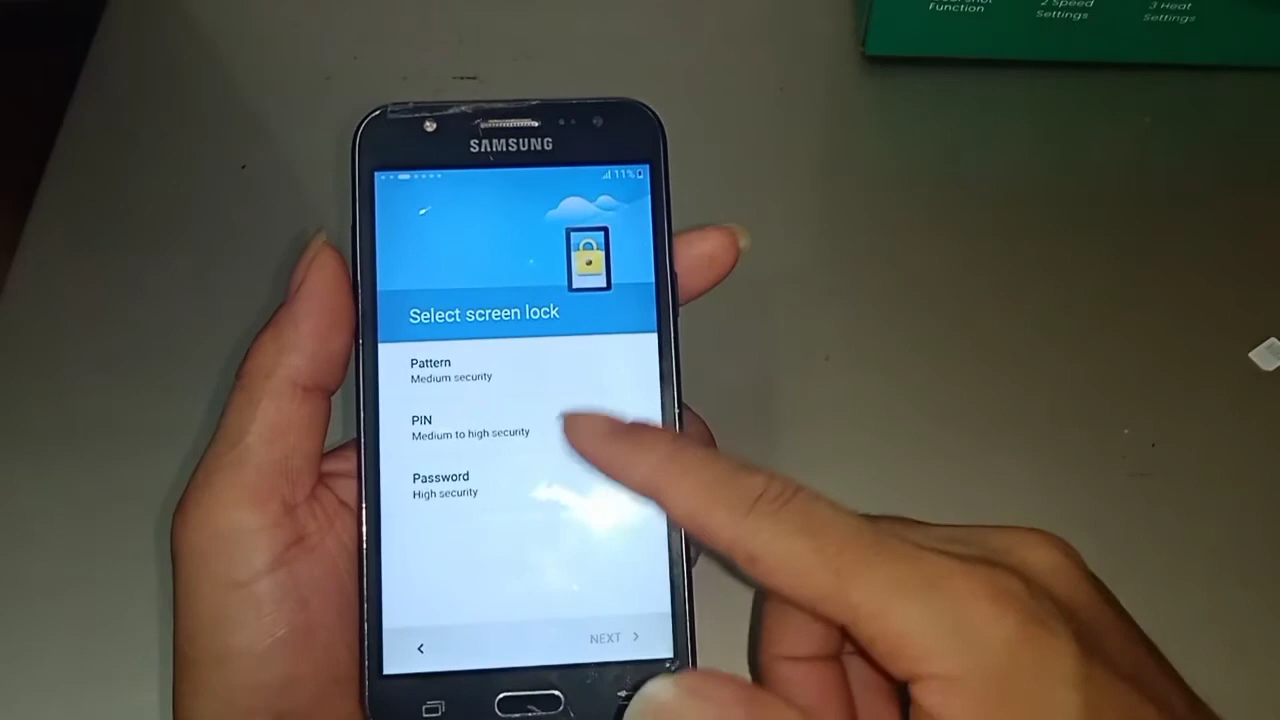 Function
2 Speed
Settings
3 Heat
Settings
SAMSUNG
11%
Select screen lock
Pattern
Medium security
PIN
Medium to high security
Password
High security
NEXT